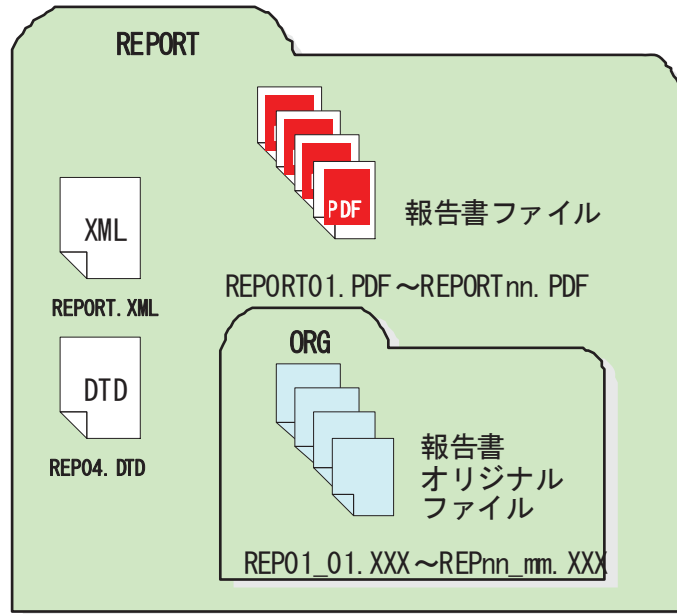 REPORT
PDF
報告書ファイル
XML
REPORT.XML
REPORT01.PDF～REPORTnn.PDF
ORG
DTD
REP04.DTD
報告書
オリジナル
ファイル
REP01_01.XXX～REPnn_mm.XXX